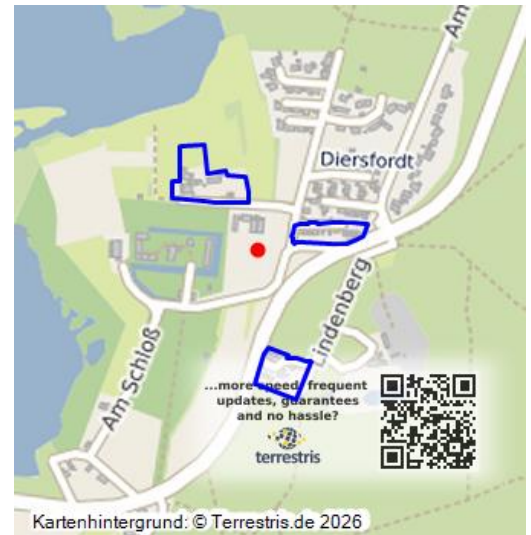 Am
Diersfordt
Lindenberg
Am Schloß
...more speed, frequent
updates, guarantees
and no hassle?
terrestris
Kartenhintergrund: © Terrestris.de 2026